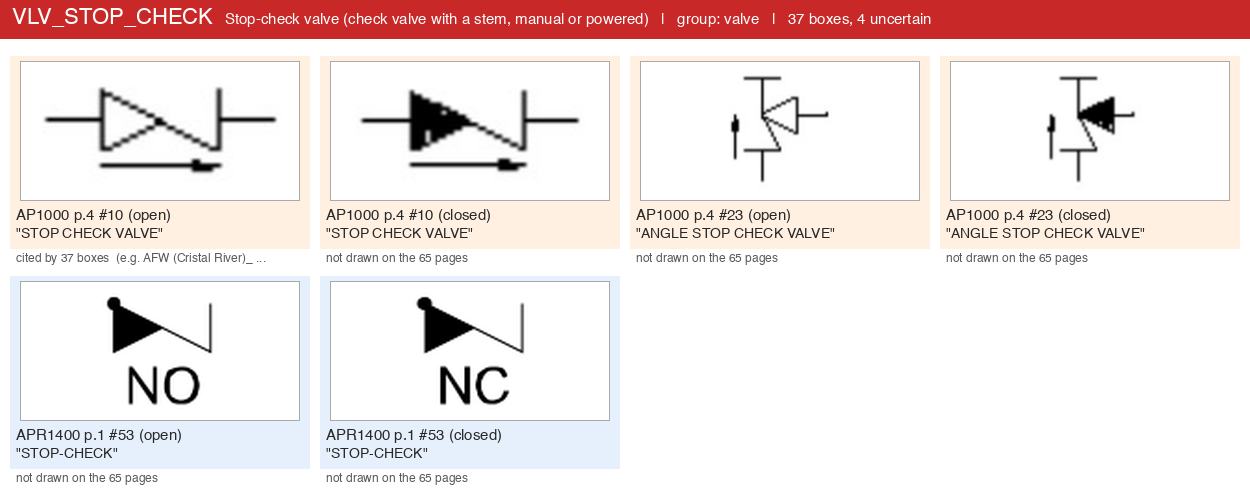 VLV_STOP_CHECK Stop-check valve (check valve with a stem, manual or powered) | group: valve | 37 boxes, 4 uncertain
AP1000 p.4 #10 (open)
"STOP CHECK VALVE"
cited by 37 boxes (e.g. AFW (Cristal River)_ ...
AP1000 p.4 #10 (closed)
"STOP CHECK VALVE"
not drawn on the 65 pages
AP1000 p.4 #23 (open)
"ANGLE STOP CHECK VALVE"
not drawn on the 65 pages
AP1000 p.4 #23 (closed)
"ANGLE STOP CHECK VALVE"
not drawn on the 65 pages
NO
APR1400 p.1 #53 (open)
"STOP-CHECK"
not drawn on the 65 pages
NC
APR1400 p.1 #53 (closed)
"STOP-CHECK"
not drawn on the 65 pages